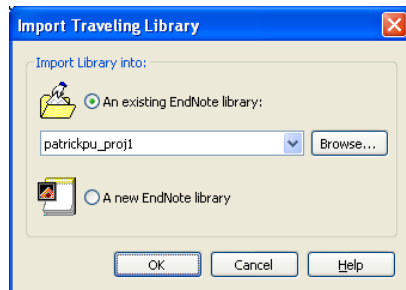 Import Traveling Library
Import Library into:
An existing EndNote library:
patrickpu_proj1
Browse...
A new EndNote library
OK Cancel Help